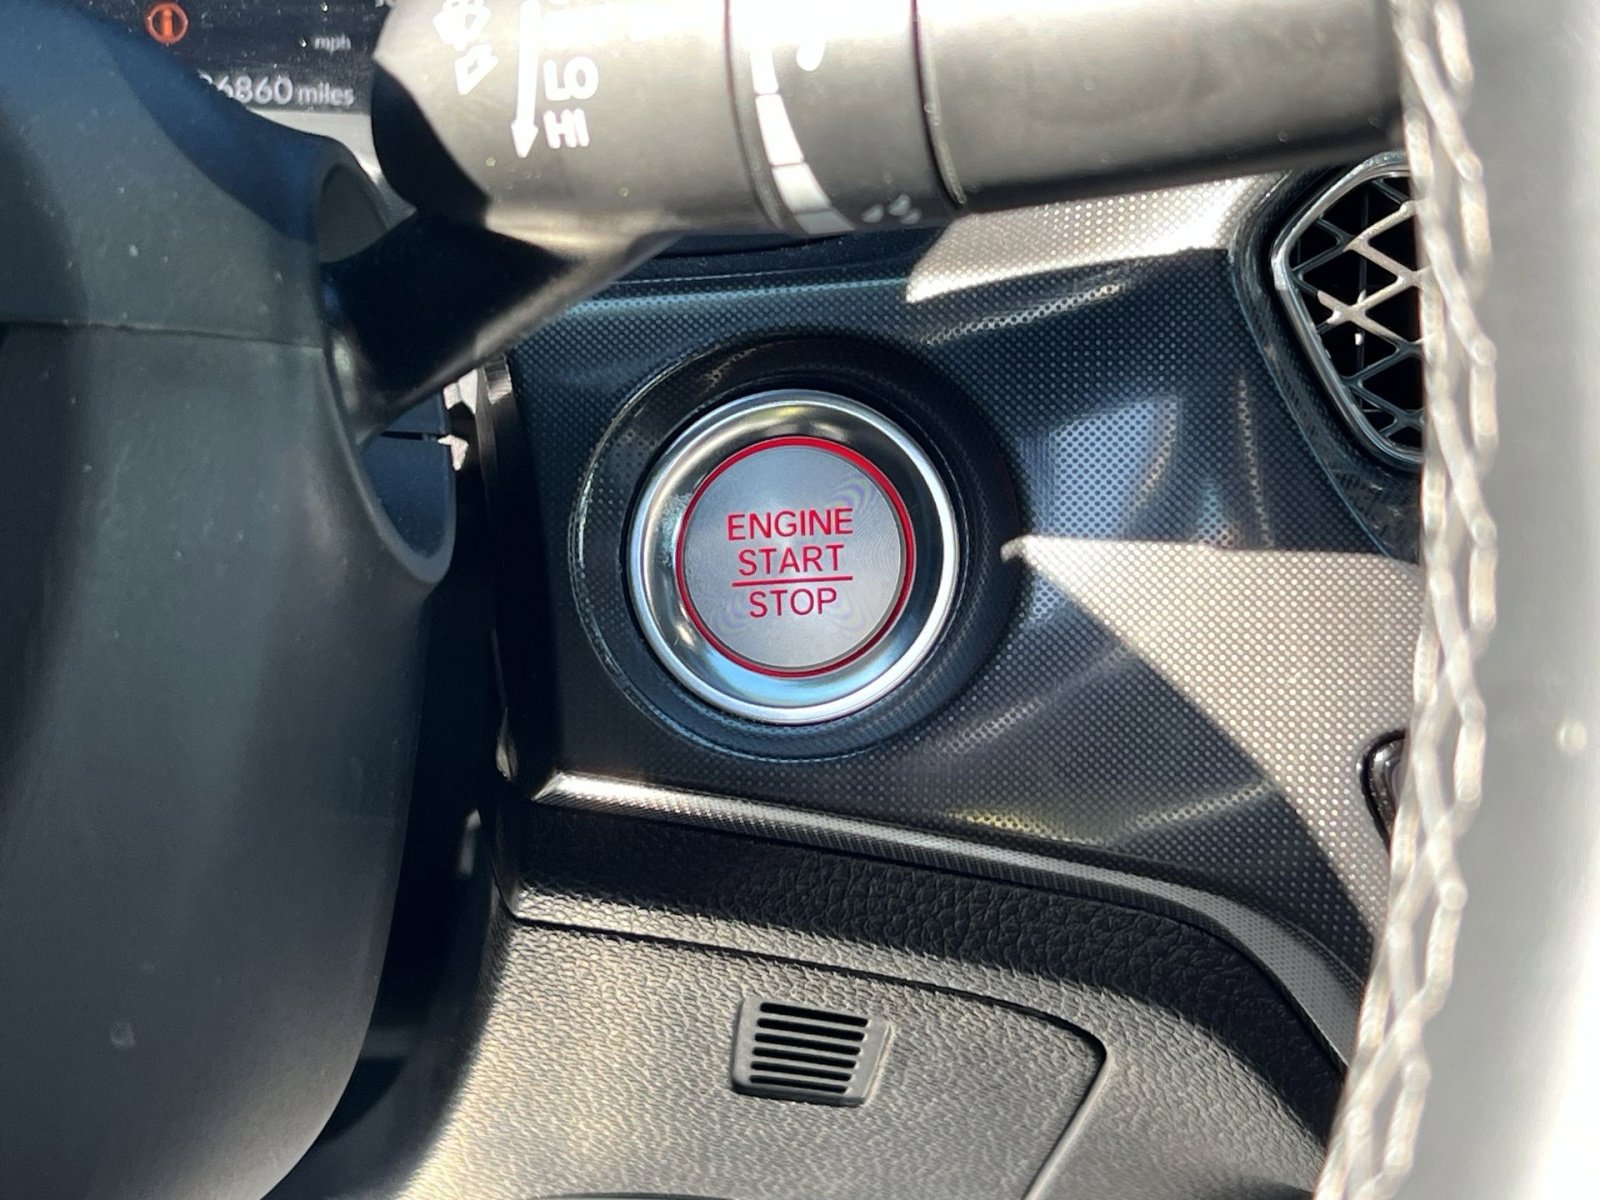 mph
6860 miles
LO
HI
ENGINE
START
STOP